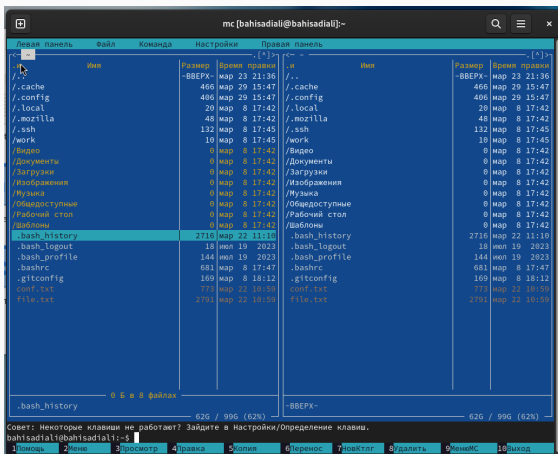 mc [bahisadiali@bahisadiali]:~
Левая панель Файл Команда Настройки Правая панель
<- ~ .[^]> <- ~ .[^]>
.и Имя Размер Время правки .и Имя Размер Время правки
/.. -ВВЕРХ- мар 23 21:36 /.. -ВВЕРХ- мар 23 21:36
/.cache 466 мар 29 15:47 /.cache 466 мар 29 15:47
/.config 406 мар 29 15:47 /.config 406 мар 29 15:47
/.local 20 мар 8 17:42 /.local 20 мар 8 17:42
/.mozilla 48 мар 8 17:42 /.mozilla 48 мар 8 17:42
/.ssh 132 мар 8 17:45 /.ssh 132 мар 8 17:45
/work 10 мар 8 17:45 /work 10 мар 8 17:45
/Видео 0 мар 8 17:42 /Видео 0 мар 8 17:42
/Документы 0 мар 8 17:42 /Документы 0 мар 8 17:42
/Загрузки 0 мар 8 17:42 /Загрузки 0 мар 8 17:42
/Изображения 0 мар 8 17:42 /Изображения 0 мар 8 17:42
/Музыка 0 мар 8 17:42 /Музыка 0 мар 8 17:42
/Общедоступные 0 мар 8 17:42 /Общедоступные 0 мар 8 17:42
/Рабочий стол 0 мар 8 17:42 /Рабочий стол 0 мар 8 17:42
/Шаблоны 0 мар 8 17:42 /Шаблоны 0 мар 8 17:42
.bash_history 2716 мар 22 11:10 .bash_history 2716 мар 22 11:10
.bash_logout 18 июл 19 2023 .bash_logout 18 июл 19 2023
.bash_profile 144 июл 19 2023 .bash_profile 144 июл 19 2023
.bashrc 681 мар 8 17:47 .bashrc 681 мар 8 17:47
.gitconfig 169 мар 8 18:12 .gitconfig 169 мар 8 18:12
conf.txt 773 мар 22 10:59 conf.txt 773 мар 22 10:59
file.txt 2791 мар 22 10:59 file.txt 2791 мар 22 10:59
0 Б в 8 файлах
.bash_history -ВВЕРХ-
62G / 99G (62%) 62G / 99G (62%)
Совет: Некоторые клавиши не работают? Зайдите в Настройки/Определение клавиш.
bahisadiali@bahisadiali:~$
1Помощь 2Меню 3Просмотр 4Правка 5Копия 6Перенос 7НовКтлг 8Удалить 9МенюMC 10Выход